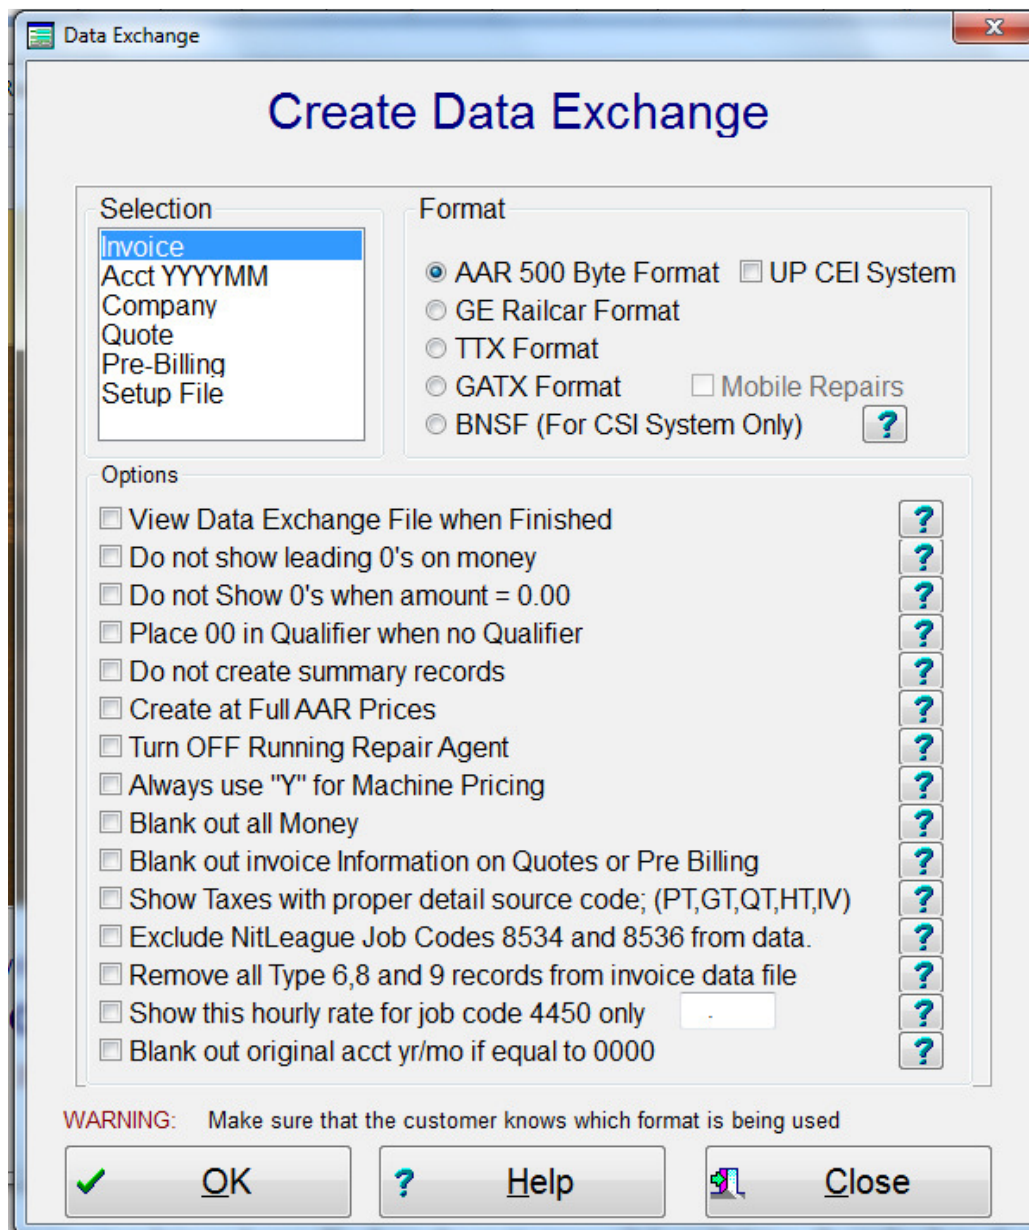 Data Exchange
Create Data Exchange
Selection
Invoice
Acct YYYYMM
Company
Quote
Pre-Billing
Setup File
Format
AAR 500 Byte Format UP CEI System
GE Railcar Format
TTX Format
GATX Format Mobile Repairs
BNSF (For CSI System Only) ?
Options
View Data Exchange File when Finished ?
Do not show leading 0's on money ?
Do not Show 0's when amount = 0.00 ?
Place 00 in Qualifier when no Qualifier ?
Do not create summary records ?
Create at Full AAR Prices ?
Turn OFF Running Repair Agent ?
Always use "Y" for Machine Pricing ?
Blank out all Money ?
Blank out invoice Information on Quotes or Pre Billing ?
Show Taxes with proper detail source code; (PT,GT,QT,HT,IV) ?
Exclude NitLeague Job Codes 8534 and 8536 from data. ?
Remove all Type 6,8 and 9 records from invoice data file ?
Show this hourly rate for job code 4450 only . ?
Blank out original acct yr/mo if equal to 0000 ?
WARNING: Make sure that the customer knows which format is being used
OK ? Help Close